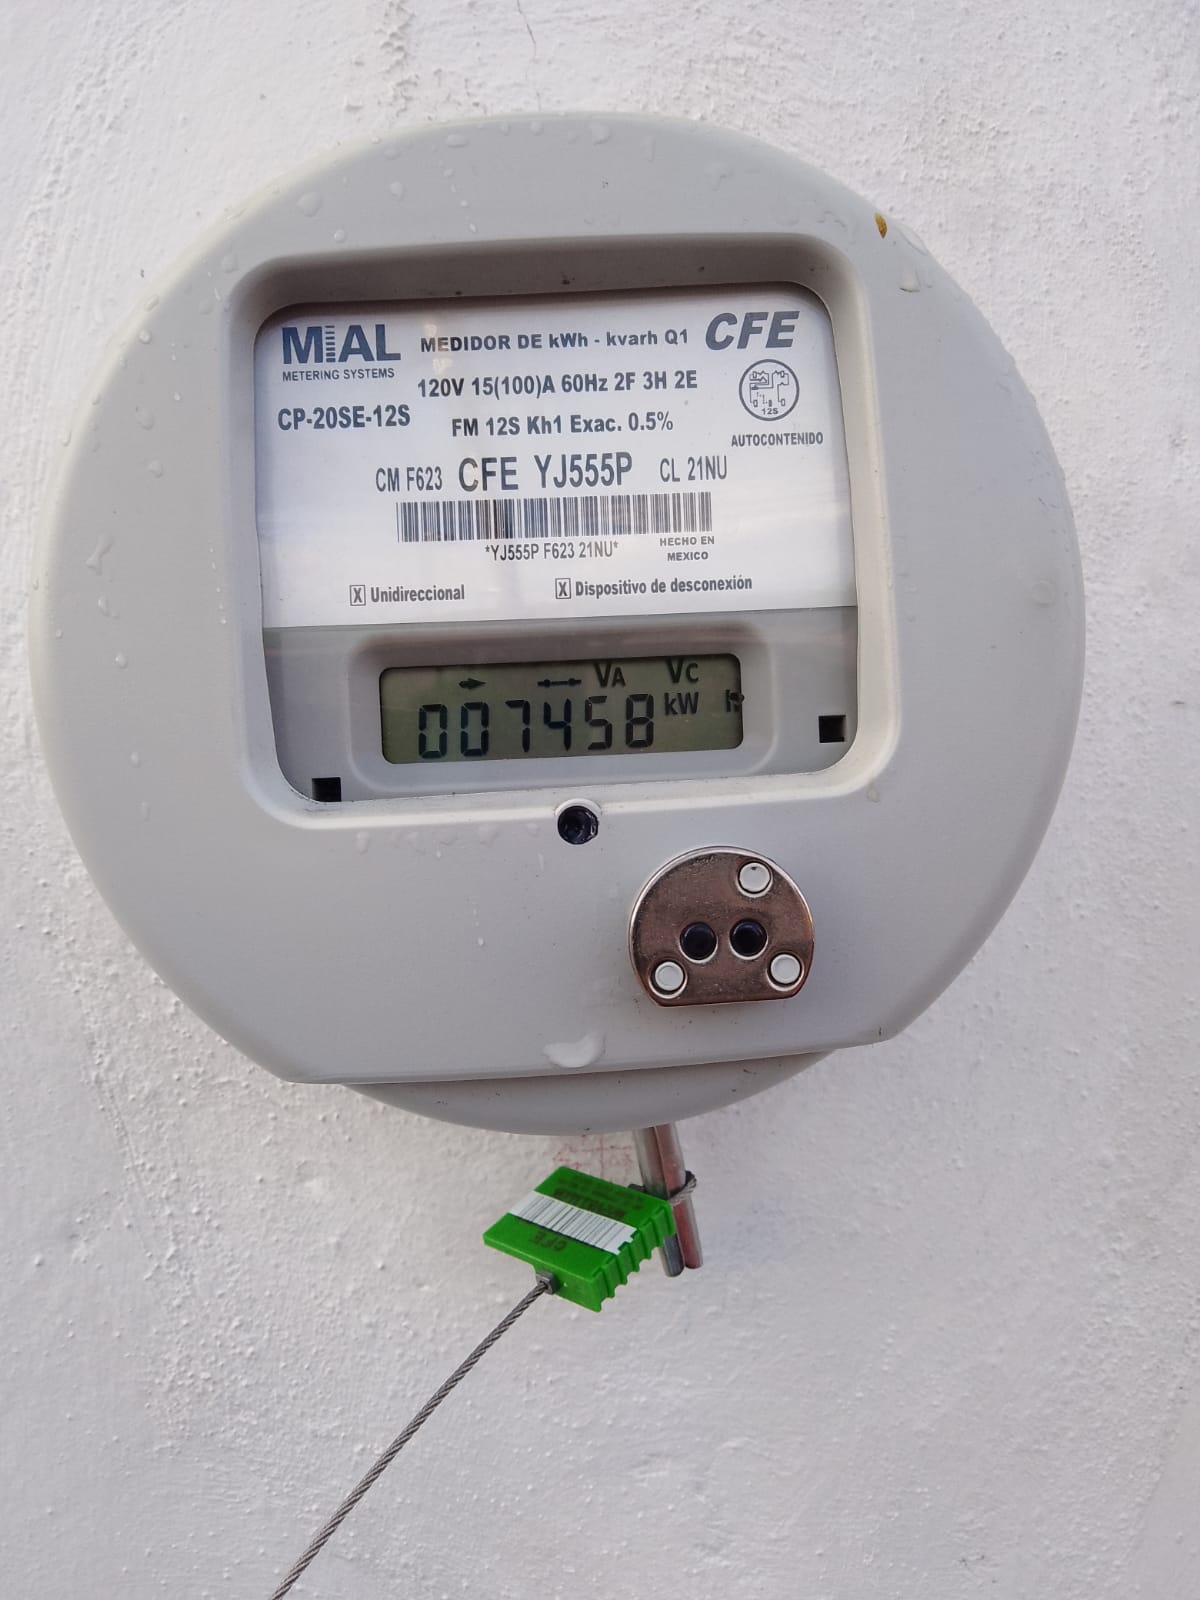 MIAL
METERING SYSTEMS
MEDIDOR DE kWh - kvarh Q1
CFE
120V 15(100)A 60Hz 2F 3H 2E
CP-20SE-12S
FM 12S Kh1 Exac. 0.5%
12S
AUTOCONTENIDO
CM F623 CFE YJ555P CL 21NU
*YJ555P F623 21NU*
HECHO EN
MEXICO
X Unidireccional
X Dispositivo de desconexión
VA VC
007458 kW h
CFE